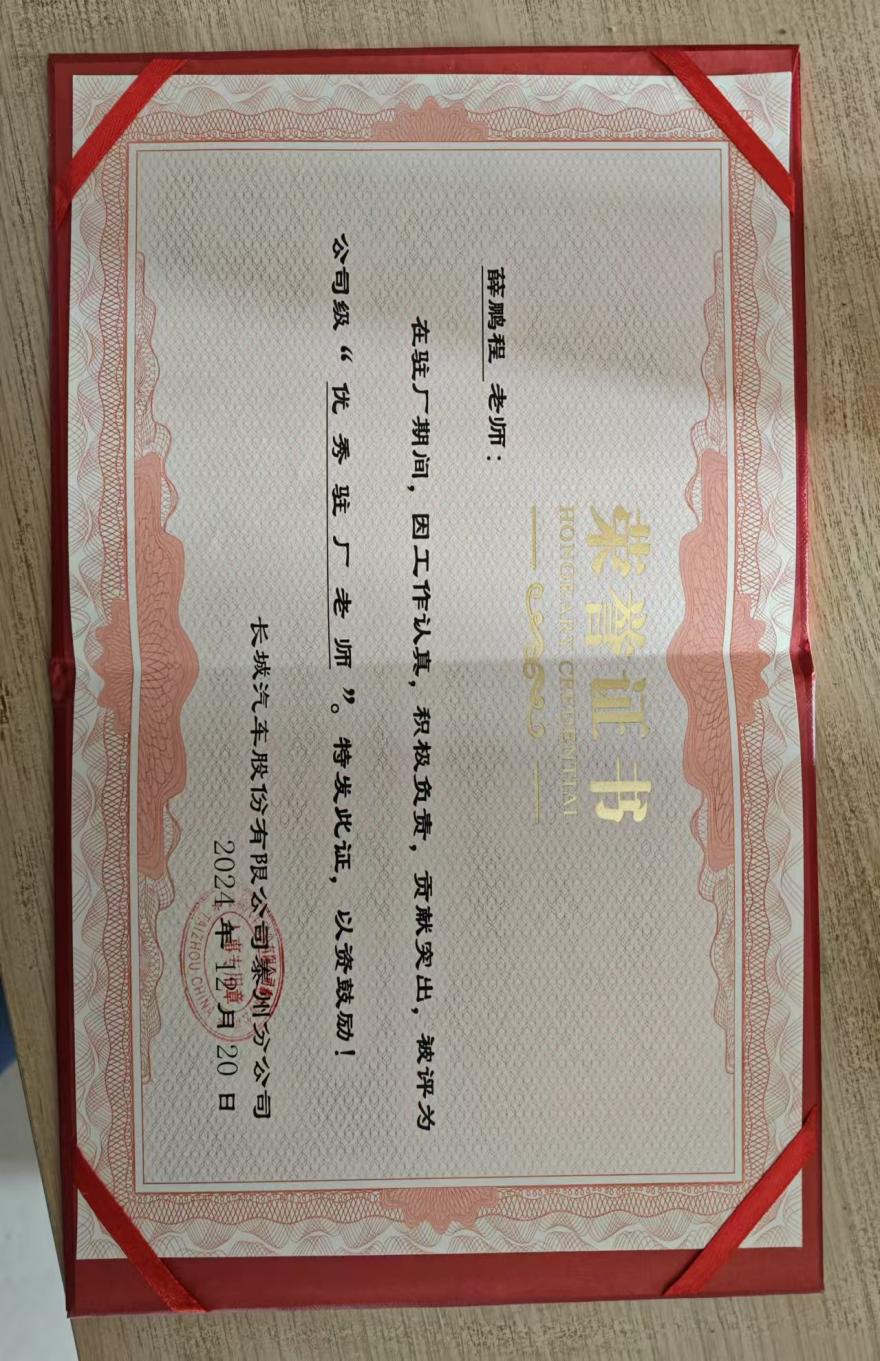 荣誉证书
HONORARY CREDENTIAL
薛鹏程 老师：
在驻厂期间，因工作认真，积极负责，贡献突出，被评为
公司级“优秀驻厂老师”。特发此证，以资鼓励！
长城汽车股份有限公司泰州分公司
2024年12月20日
TAIZHOU CHINA